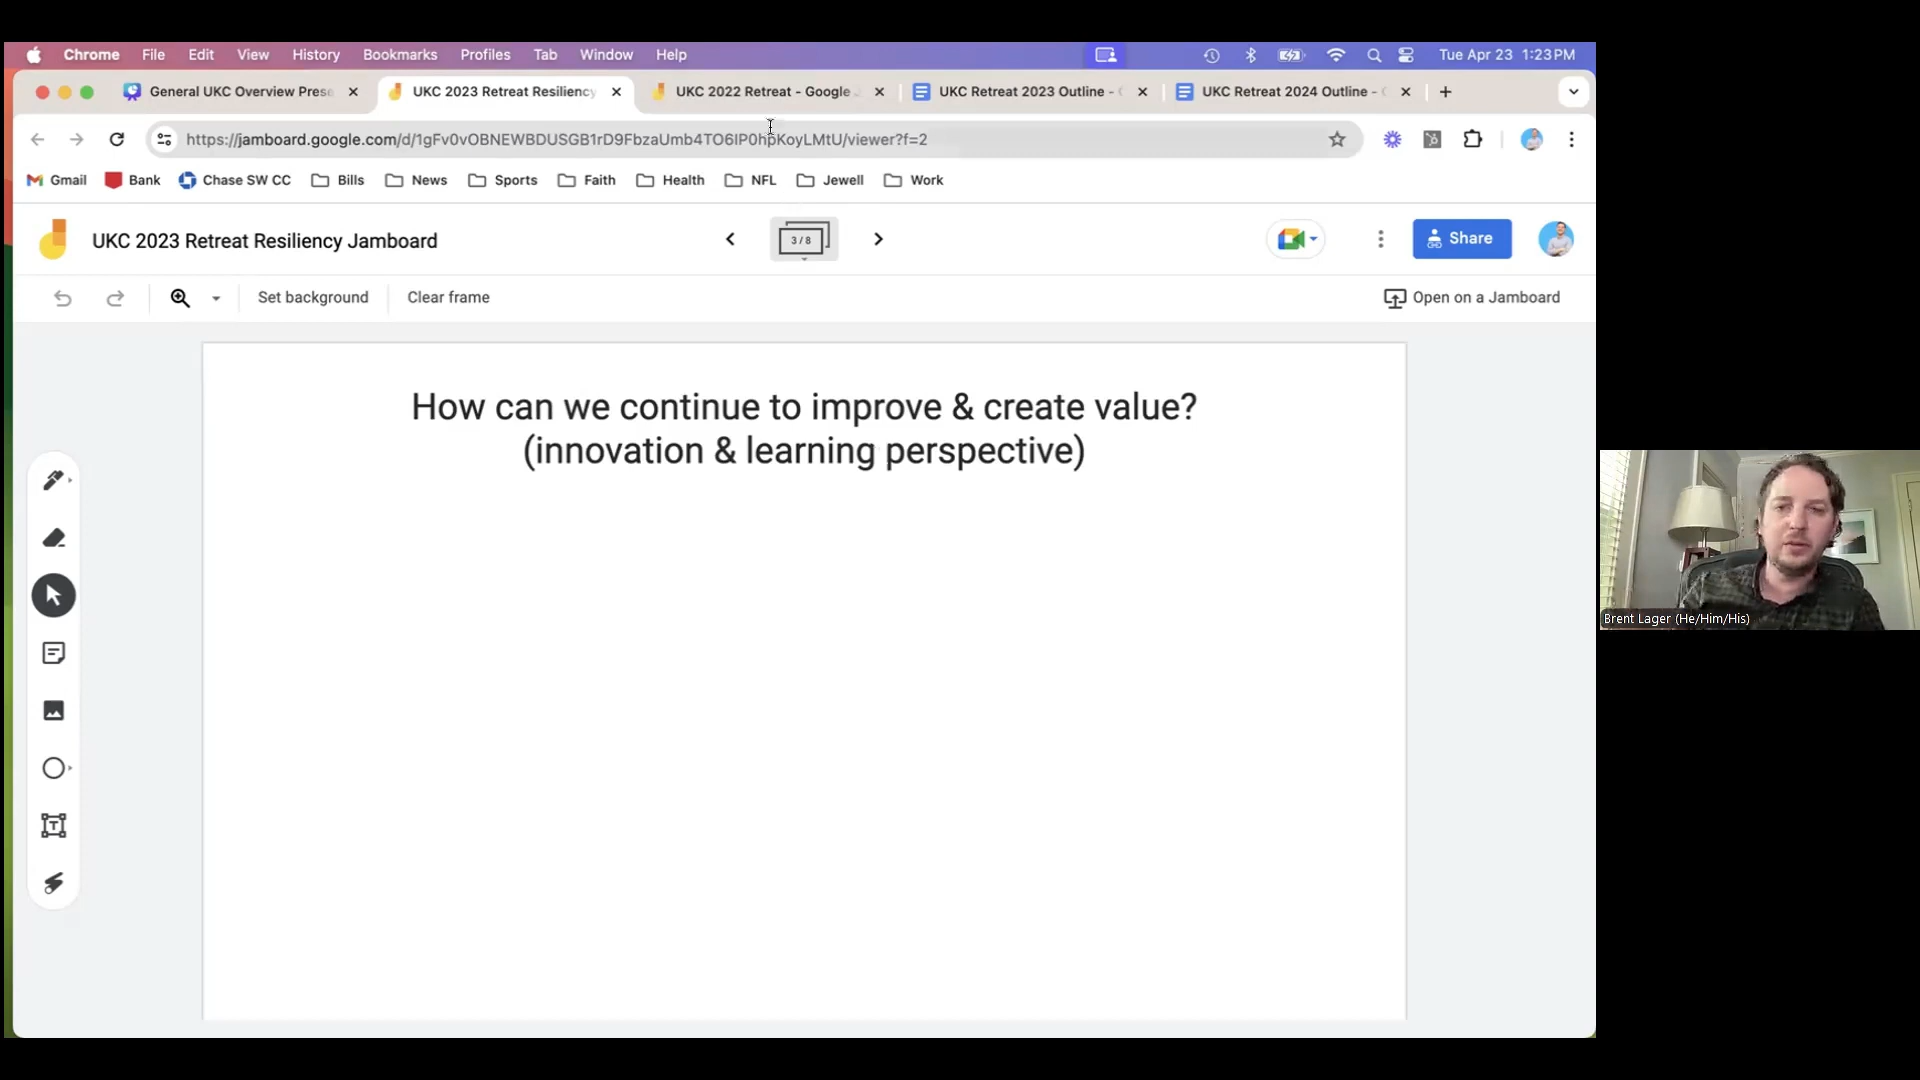 Chrome File Edit View History Bookmarks Profiles Tab Window Help Tue Apr 23 1:23 PM
General UKC Overview Prese UKC 2023 Retreat Resiliency UKC 2022 Retreat - Google UKC Retreat 2023 Outline - UKC Retreat 2024 Outline -
https://jamboard.google.com/d/1gFv0vOBNEWBDUSGB1rD9FbzaUmb4TO6IP0hpKoyLMtU/viewer?f=2
Gmail Bank Chase SW CC Bills News Sports Faith Health NFL Jewell Work
UKC 2023 Retreat Resiliency Jamboard 3 / 8 Share
Set background Clear frame Open on a Jamboard
How can we continue to improve & create value?
(innovation & learning perspective)
Brent Lager (He/Him/His)